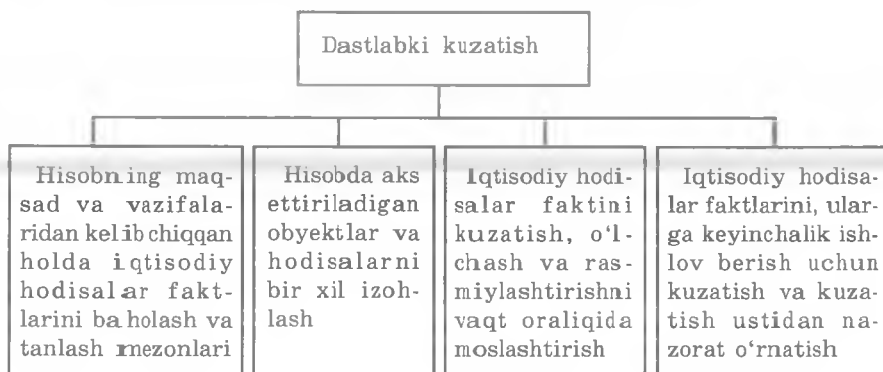 Dastlabki kuzatish
Hisobning maq-
sad va vazifala-
ridan kelib chiqqan
holda iqtisodiy
hodisalar fakt-
larini baholash va
tanlash mezonlari
Hisobda aks
ettiriladigan
obyektlar va
hodisalarni
bir xil izoh-
lash
Iqtisodiy hodi-
salar faktini
kuzatish, o‘l-
chash va ras-
miylashtirishni
vaqt oraliqida
moslashtirish
Iqtisodiy hodisa-
lar faktlarini, ular-
ga keyinchalik ish-
lov berish uchun
kuzatish va kuza-
tish ustidan na-
zorat o‘rnatish